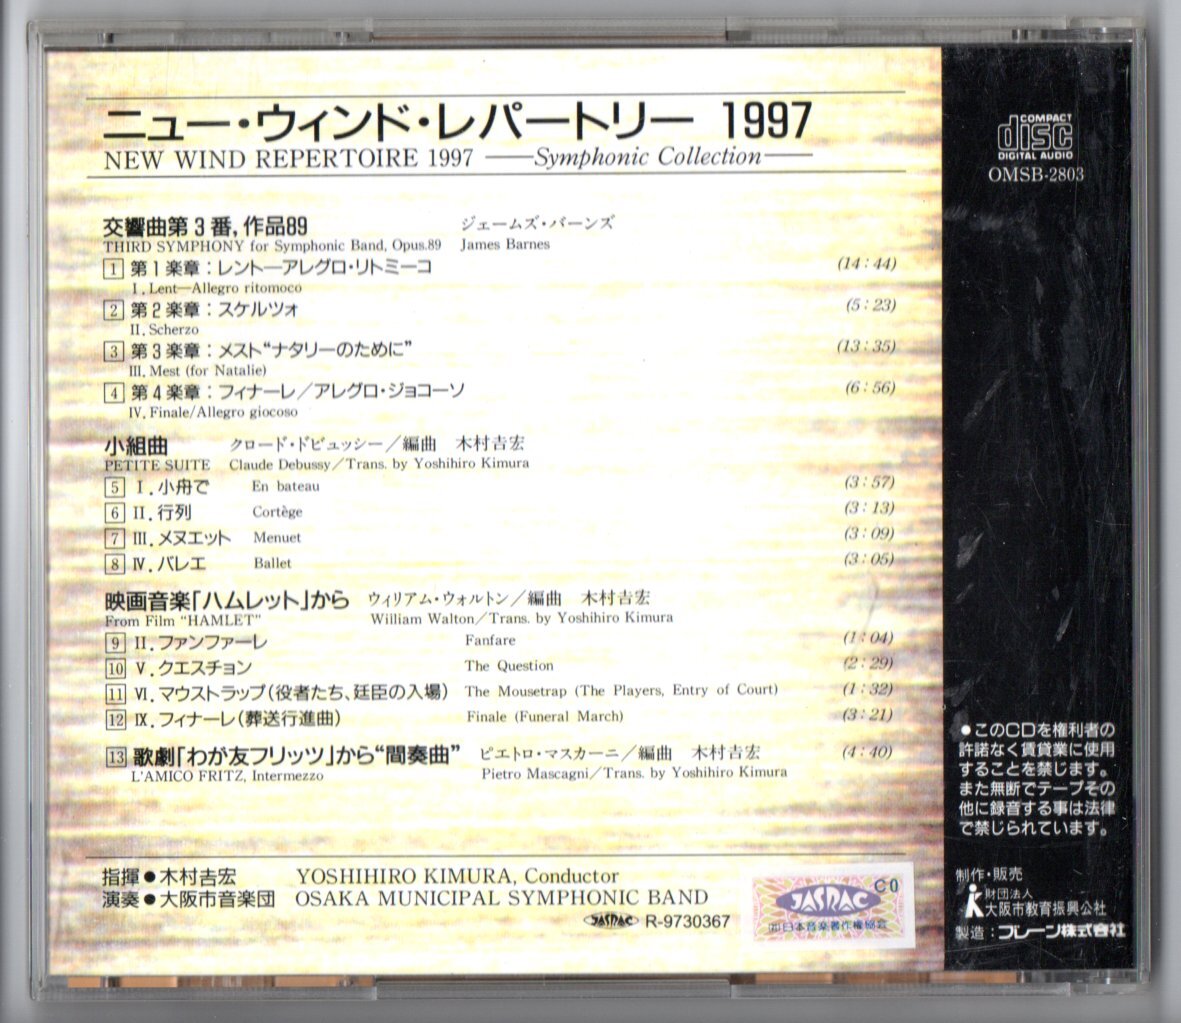 ニュー・ウィンド・レパートリー 1997
NEW WIND REPERTOIRE 1997 ——Symphonic Collection——
交響曲第3番，作品89 ジェームズ・バーンズ
THIRD SYMPHONY for Symphonic Band, Opus.89 James Barnes
1 第1楽章：レントーアレグロ・リトミーコ (14:44)
I. Lent—Allegro ritomoco
2 第2楽章：スケルツォ (5:23)
II. Scherzo
3 第3楽章：メスト“ナタリーのために” (13:35)
III. Mest (for Natalie)
4 第4楽章：フィナーレ／アレグロ・ジョコーソ (6:56)
IV. Finale/Allegro giocoso
小組曲 クロード・ドビュッシー／編曲 木村吉宏
PETITE SUITE Claude Debussy／Trans. by Yoshihiro Kimura
5 I.小舟で En bateau (3:57)
6 II.行列 Cortège (3:13)
7 III.メヌエット Menuet (3:09)
8 IV.バレエ Ballet (3:05)
映画音楽「ハムレット」から ウィリアム・ウォルトン／編曲 木村吉宏
From Film “HAMLET” William Walton／Trans. by Yoshihiro Kimura
9 II.ファンファーレ Fanfare (1:04)
10 V.クエスチョン The Question (2:29)
11 VI.マウストラップ（役者たち、廷臣の入場） The Mousetrap (The Players, Entry of Court) (1:32)
12 IX.フィナーレ（葬送行進曲） Finale (Funeral March) (3:21)
13 歌劇「わが友フリッツ」から“間奏曲” ピエトロ・マスカーニ／編曲 木村吉宏 (4:40)
L'AMICO FRITZ, Intermezzo Pietro Mascagni／Trans. by Yoshihiro Kimura
指揮●木村吉宏 YOSHIHIRO KIMURA, Conductor
演奏●大阪市音楽団 OSAKA MUNICIPAL SYMPHONIC BAND
JASRAC R-9730367
JASRAC C0
㈳日本音楽著作権協会
COMPACT
disc
DIGITAL AUDIO
OMSB-2803
●このCDを権利者の
許諾なく賃貸業に使用
することを禁じます。
また無断でテープその
他に録音する事は法律
で禁じられています。
制作・販売
財団法人
大阪市教育振興公社
製造：ブレーン株式会社